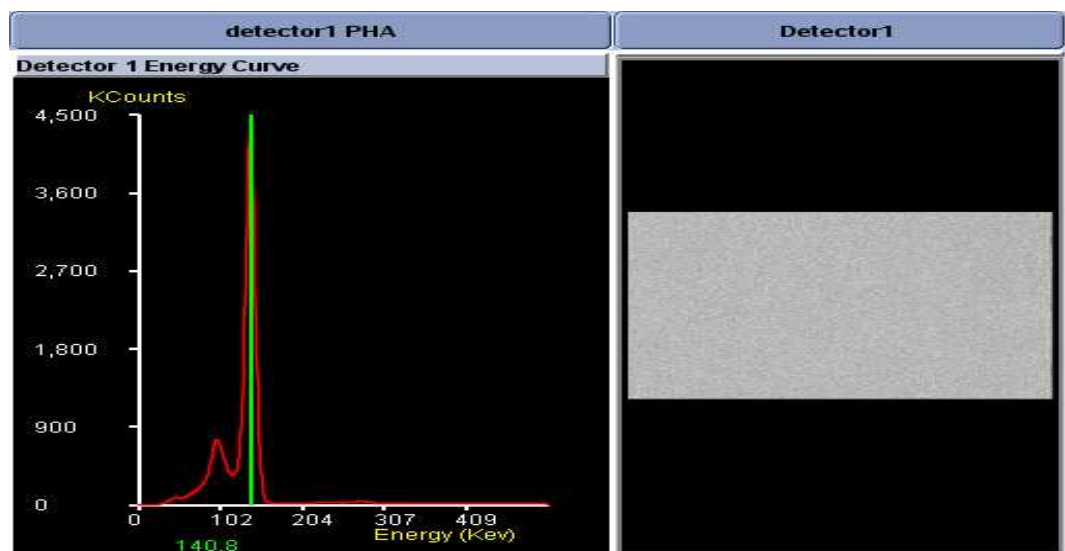 detector1 PHA
Detector1
Detector 1 Energy Curve
KCounts
4,500
3,600
2,700
1,800
900
0
0 102 204 307 409
Energy (Kev)
140.8